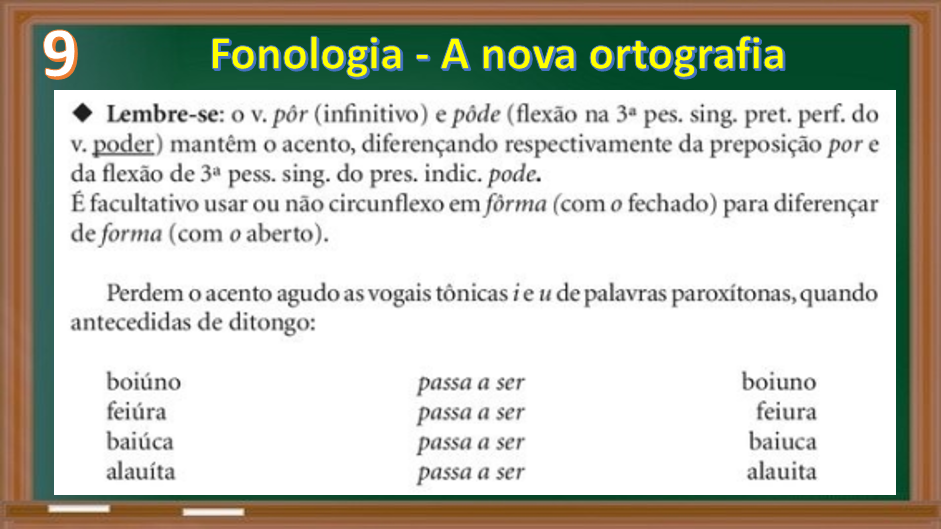 9
Fonologia - A nova ortografia
◆ Lembre-se: o v. pôr (infinitivo) e pôde (flexão na 3ª pes. sing. pret. perf. do
v. poder) mantêm o acento, diferençando respectivamente da preposição por e
da flexão de 3ª pess. sing. do pres. indic. pode.
É facultativo usar ou não circunflexo em fôrma (com o fechado) para diferençar
de forma (com o aberto).
Perdem o acento agudo as vogais tônicas i e u de palavras paroxítonas, quando
antecedidas de ditongo:
boiúno passa a ser boiuno
feiúra passa a ser feiura
baiúca passa a ser baiuca
alauíta passa a ser alauita